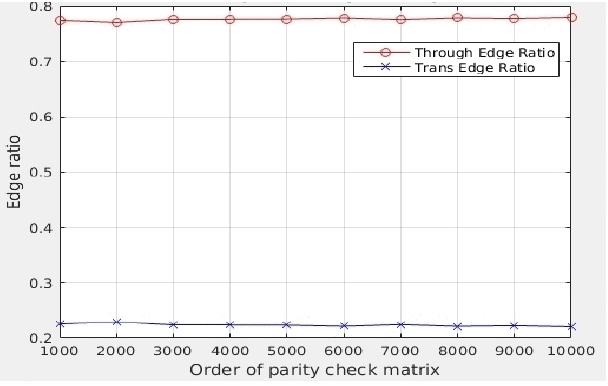 0.8
0.7
0.6
0.5
0.4
0.3
0.2
Edge ratio
Through Edge Ratio
Trans Edge Ratio
1000 2000 3000 4000 5000 6000 7000 8000 9000 10000
Order of parity check matrix